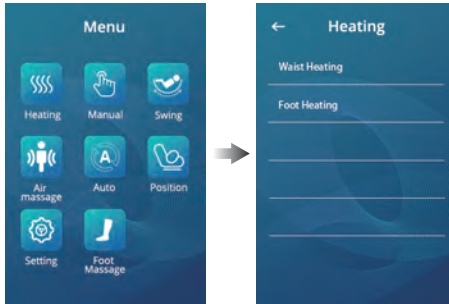 Menu
Heating
Manual
Swing
Air
massage
A
Auto
Position
Setting
Foot
Massage
Heating
Waist Heating
Foot Heating